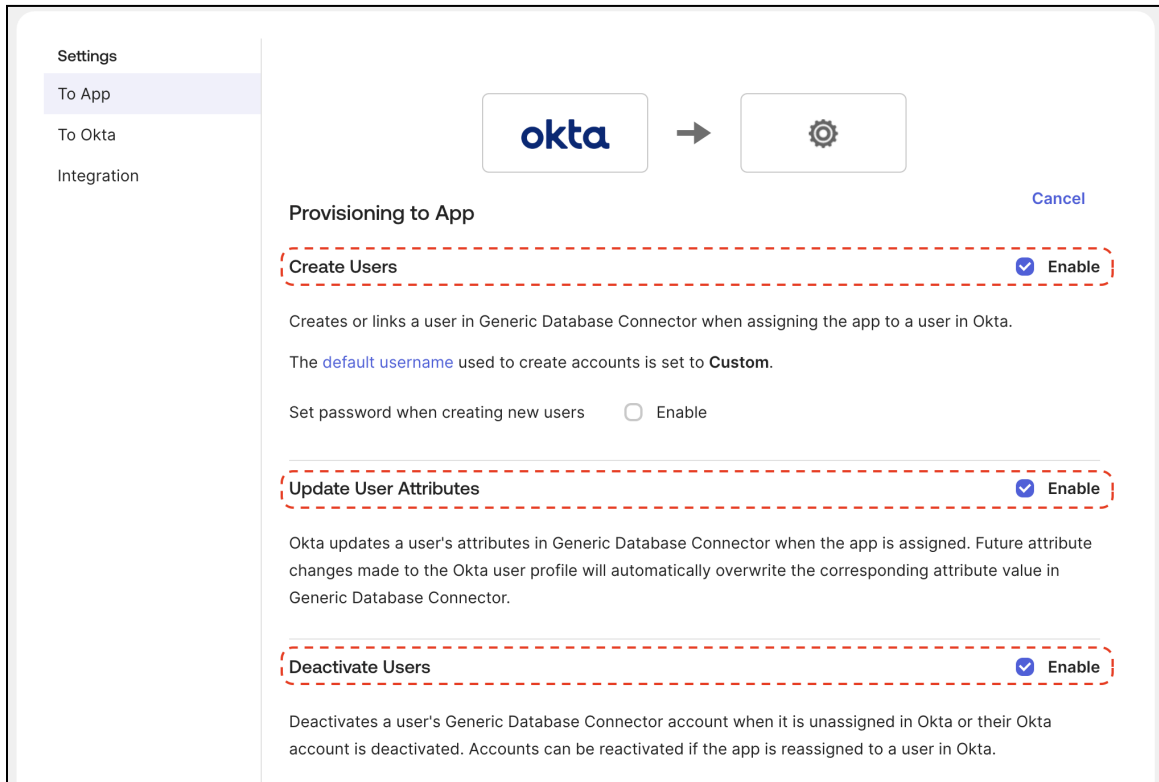 Settings
To App
To Okta
Integration
okta
Cancel
Provisioning to App
Create Users Enable
Creates or links a user in Generic Database Connector when assigning the app to a user in Okta.
The default username used to create accounts is set to Custom.
Set password when creating new users Enable
Update User Attributes Enable
Okta updates a user's attributes in Generic Database Connector when the app is assigned. Future attribute
changes made to the Okta user profile will automatically overwrite the corresponding attribute value in
Generic Database Connector.
Deactivate Users Enable
Deactivates a user's Generic Database Connector account when it is unassigned in Okta or their Okta
account is deactivated. Accounts can be reactivated if the app is reassigned to a user in Okta.